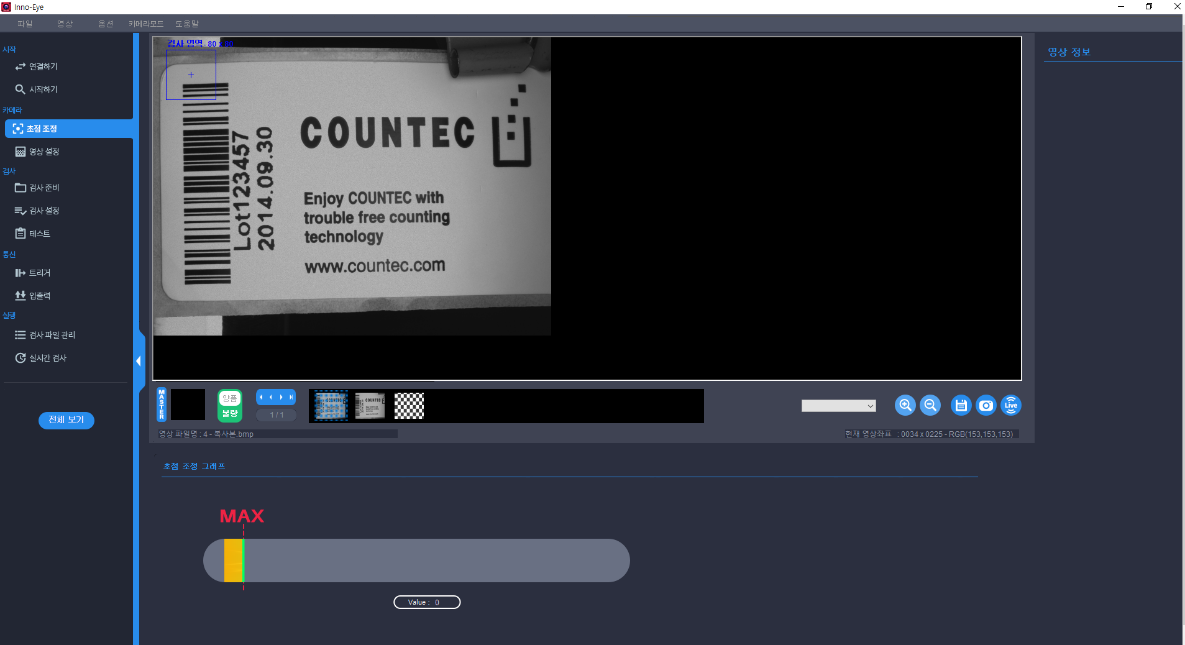 Inno-Eye
파일 영상 옵션 카메라모드 도움말
시작
연결하기
시작하기
카메라
초점 조정
영상 설정
검사
검사 준비
검사 설정
테스트
통신
트리거
입출력
실행
검사 파일 관리
실시간 검사
전체 보기
검사 영역
Lot123457
2014.09.30
COUNTEC
Enjoy COUNTEC with
trouble free counting
technology
www.countec.com
영상 정보
MASTER
양품
불량
1 / 1
Live
영상 파일명 : 4 - 복사본.bmp
현재 영상좌표 : 0034 x 0225 - RGB(153,153,153)
초점 조정 그래프
MAX
Value : 0